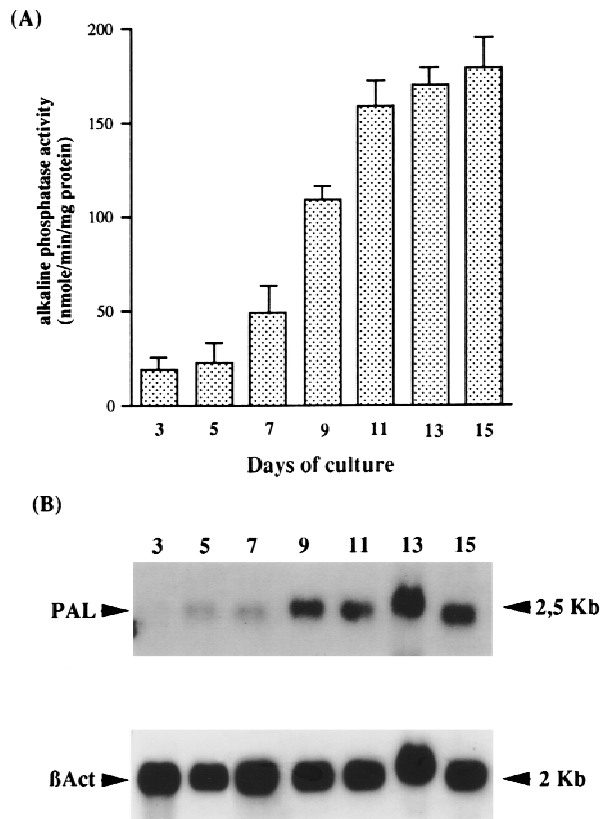 (A)
alkaline phosphatase activity
(nmole/min/mg protein)
200
150
100
50
0
3 5 7 9 11 13 15
Days of culture
(B)
3 5 7 9 11 13 15
PAL 2,5 Kb
ßAct 2 Kb